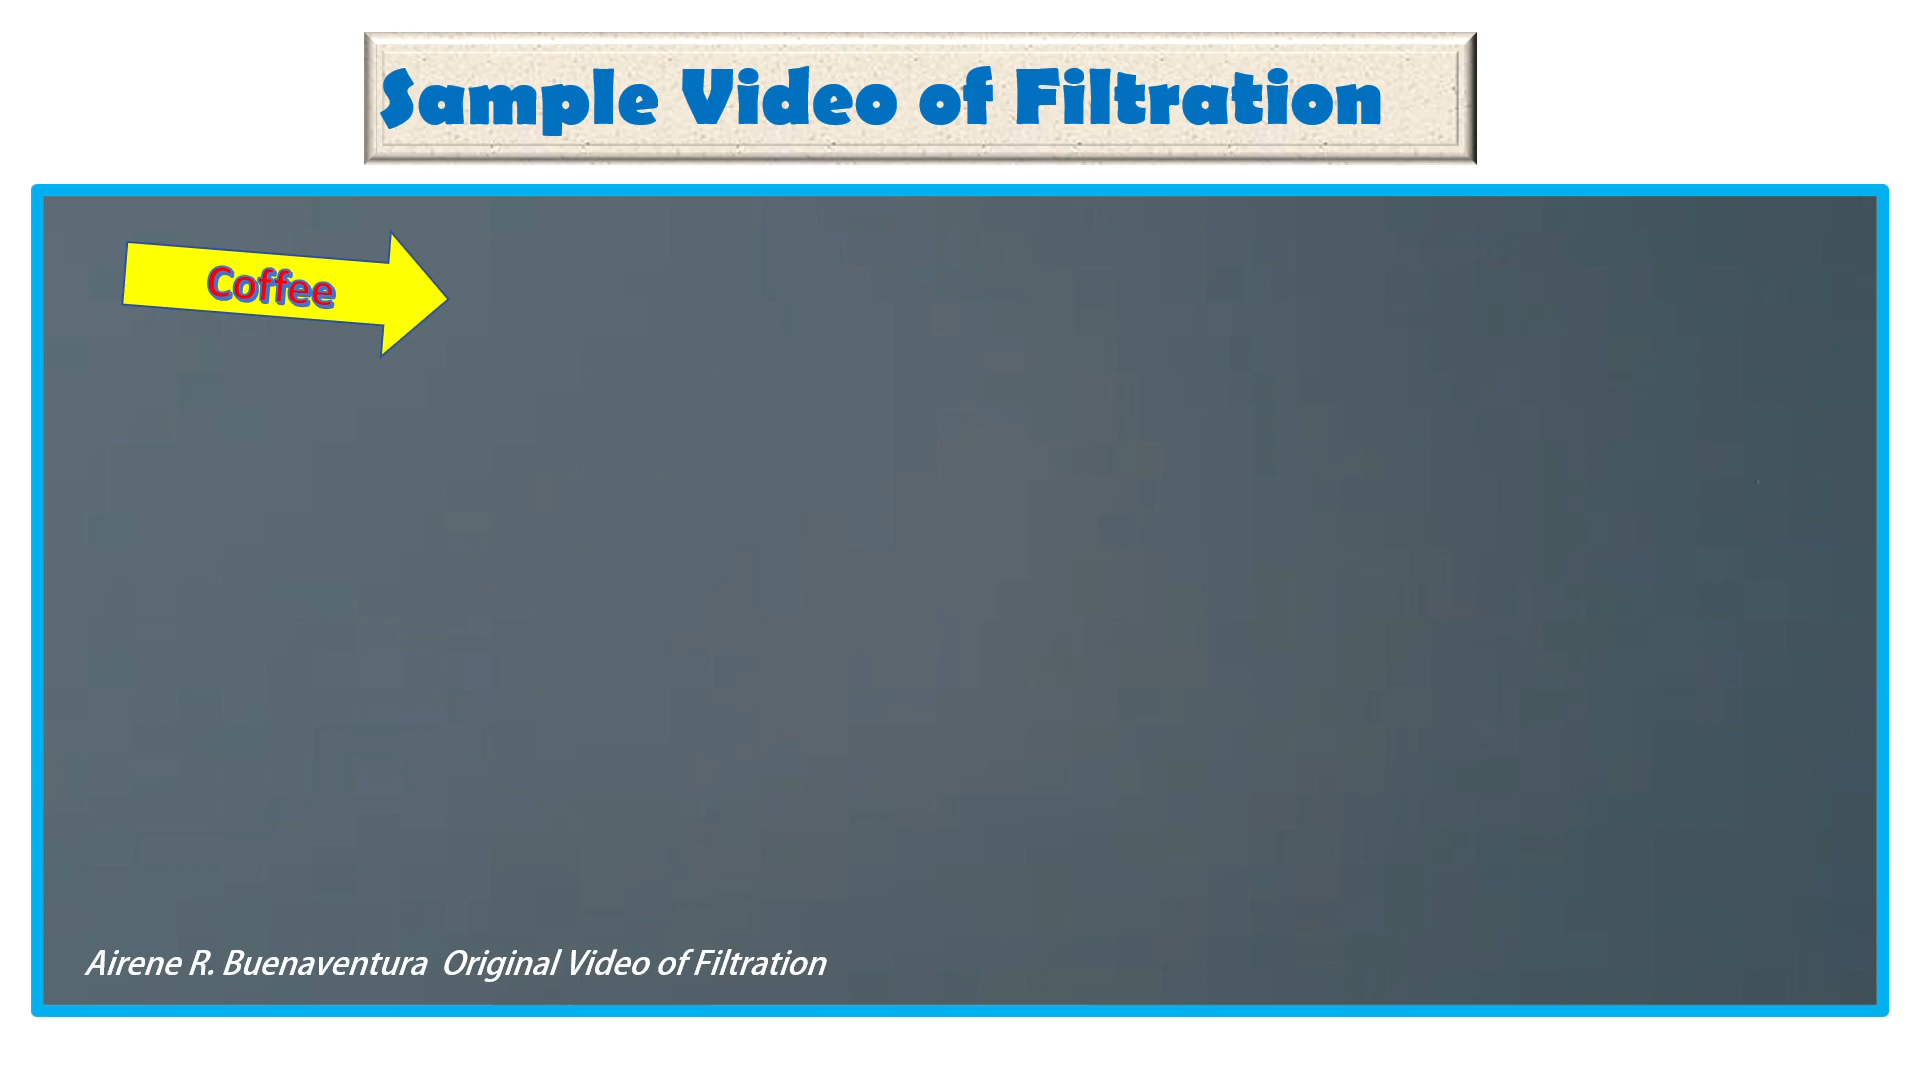 Sample Video of Filtration
Coffee
Airene R. Buenaventura Original Video of Filtration